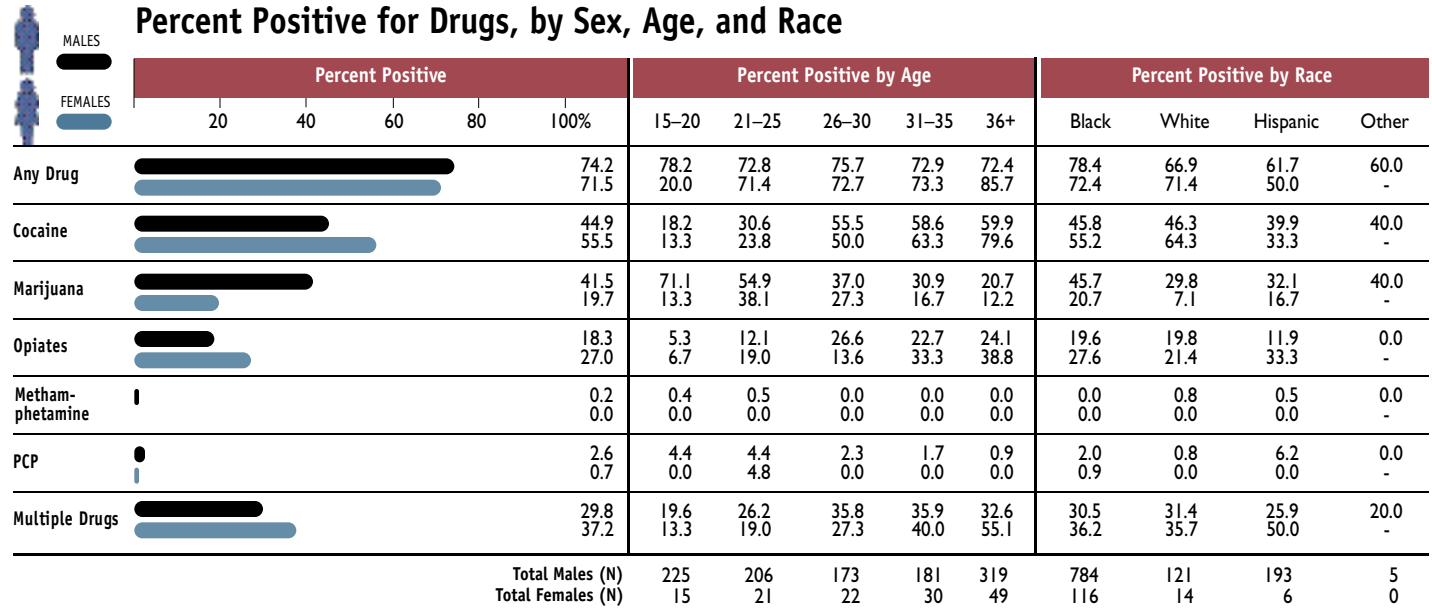 Percent Positive for Drugs, by Sex, Age, and Race
MALES
FEMALES
Percent Positive Percent Positive by Age Percent Positive by Race
20 40 60 80 100% 15–20 21–25 26–30 31–35 36+ Black White Hispanic Other
Any Drug 74.2 78.2 72.8 75.7 72.9 72.4 78.4 66.9 61.7 60.0
71.5 20.0 71.4 72.7 73.3 85.7 72.4 71.4 50.0 -
Cocaine 44.9 18.2 30.6 55.5 58.6 59.9 45.8 46.3 39.9 40.0
55.5 13.3 23.8 50.0 63.3 79.6 55.2 64.3 33.3 -
Marijuana 41.5 71.1 54.9 37.0 30.9 20.7 45.7 29.8 32.1 40.0
19.7 13.3 38.1 27.3 16.7 12.2 20.7 7.1 16.7 -
Opiates 18.3 5.3 12.1 26.6 22.7 24.1 19.6 19.8 11.9 0.0
27.0 6.7 19.0 13.6 33.3 38.8 27.6 21.4 33.3 -
Metham- 0.2 0.4 0.5 0.0 0.0 0.0 0.0 0.8 0.5 0.0
phetamine 0.0 0.0 0.0 0.0 0.0 0.0 0.0 0.0 0.0 -
PCP 2.6 4.4 4.4 2.3 1.7 0.9 2.0 0.8 6.2 0.0
0.7 0.0 4.8 0.0 0.0 0.0 0.9 0.0 0.0 -
Multiple Drugs 29.8 19.6 26.2 35.8 35.9 32.6 30.5 31.4 25.9 20.0
37.2 13.3 19.0 27.3 40.0 55.1 36.2 35.7 50.0 -
Total Males (N) 225 206 173 181 319 784 121 193 5
Total Females (N) 15 21 22 30 49 116 14 6 0